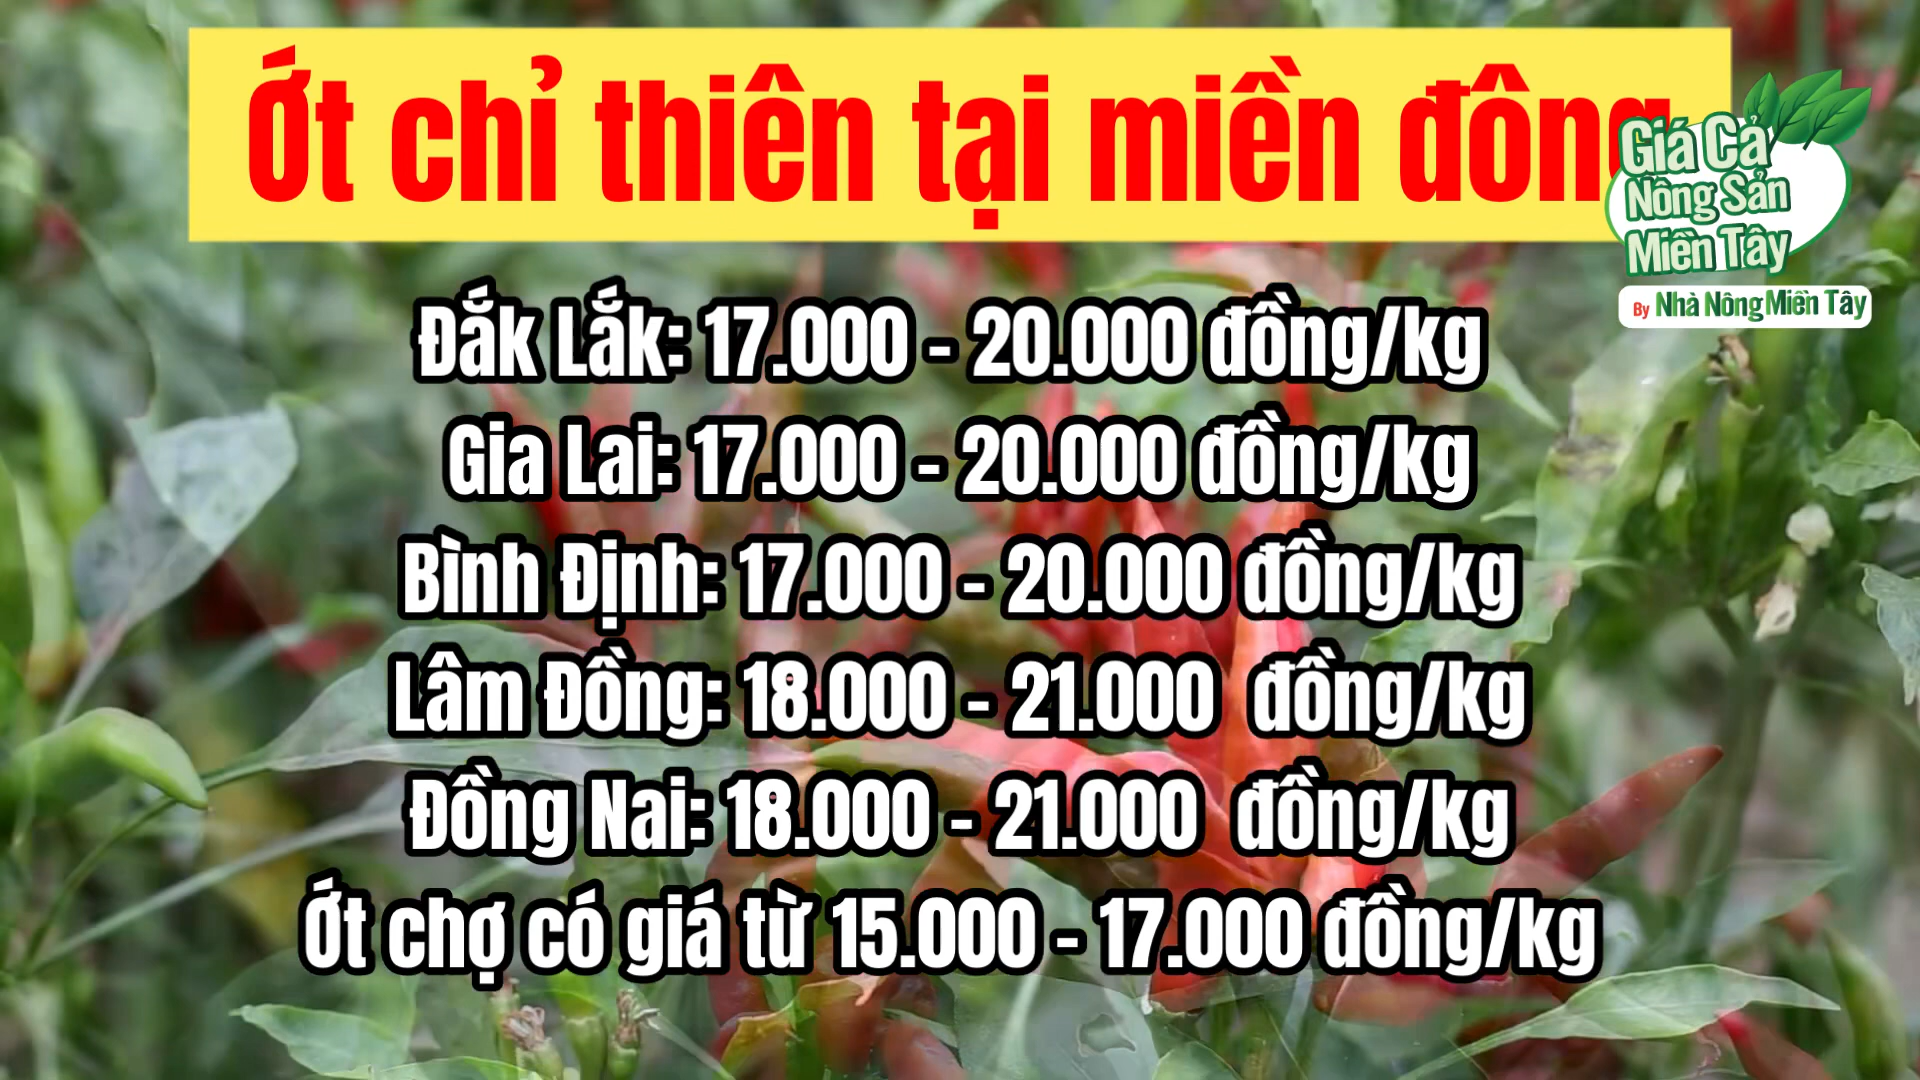 Ớt chỉ thiên tại miền đông
Giá Cả
Nông Sản
Miền Tây
By Nhà Nông Miền Tây
Đắk Lắk: 17.000 - 20.000 đồng/kg
Gia Lai: 17.000 - 20.000 đồng/kg
Bình Định: 17.000 - 20.000 đồng/kg
Lâm Đồng: 18.000 - 21.000 đồng/kg
Đồng Nai: 18.000 - 21.000 đồng/kg
Ớt chợ có giá từ 15.000 - 17.000 đồng/kg